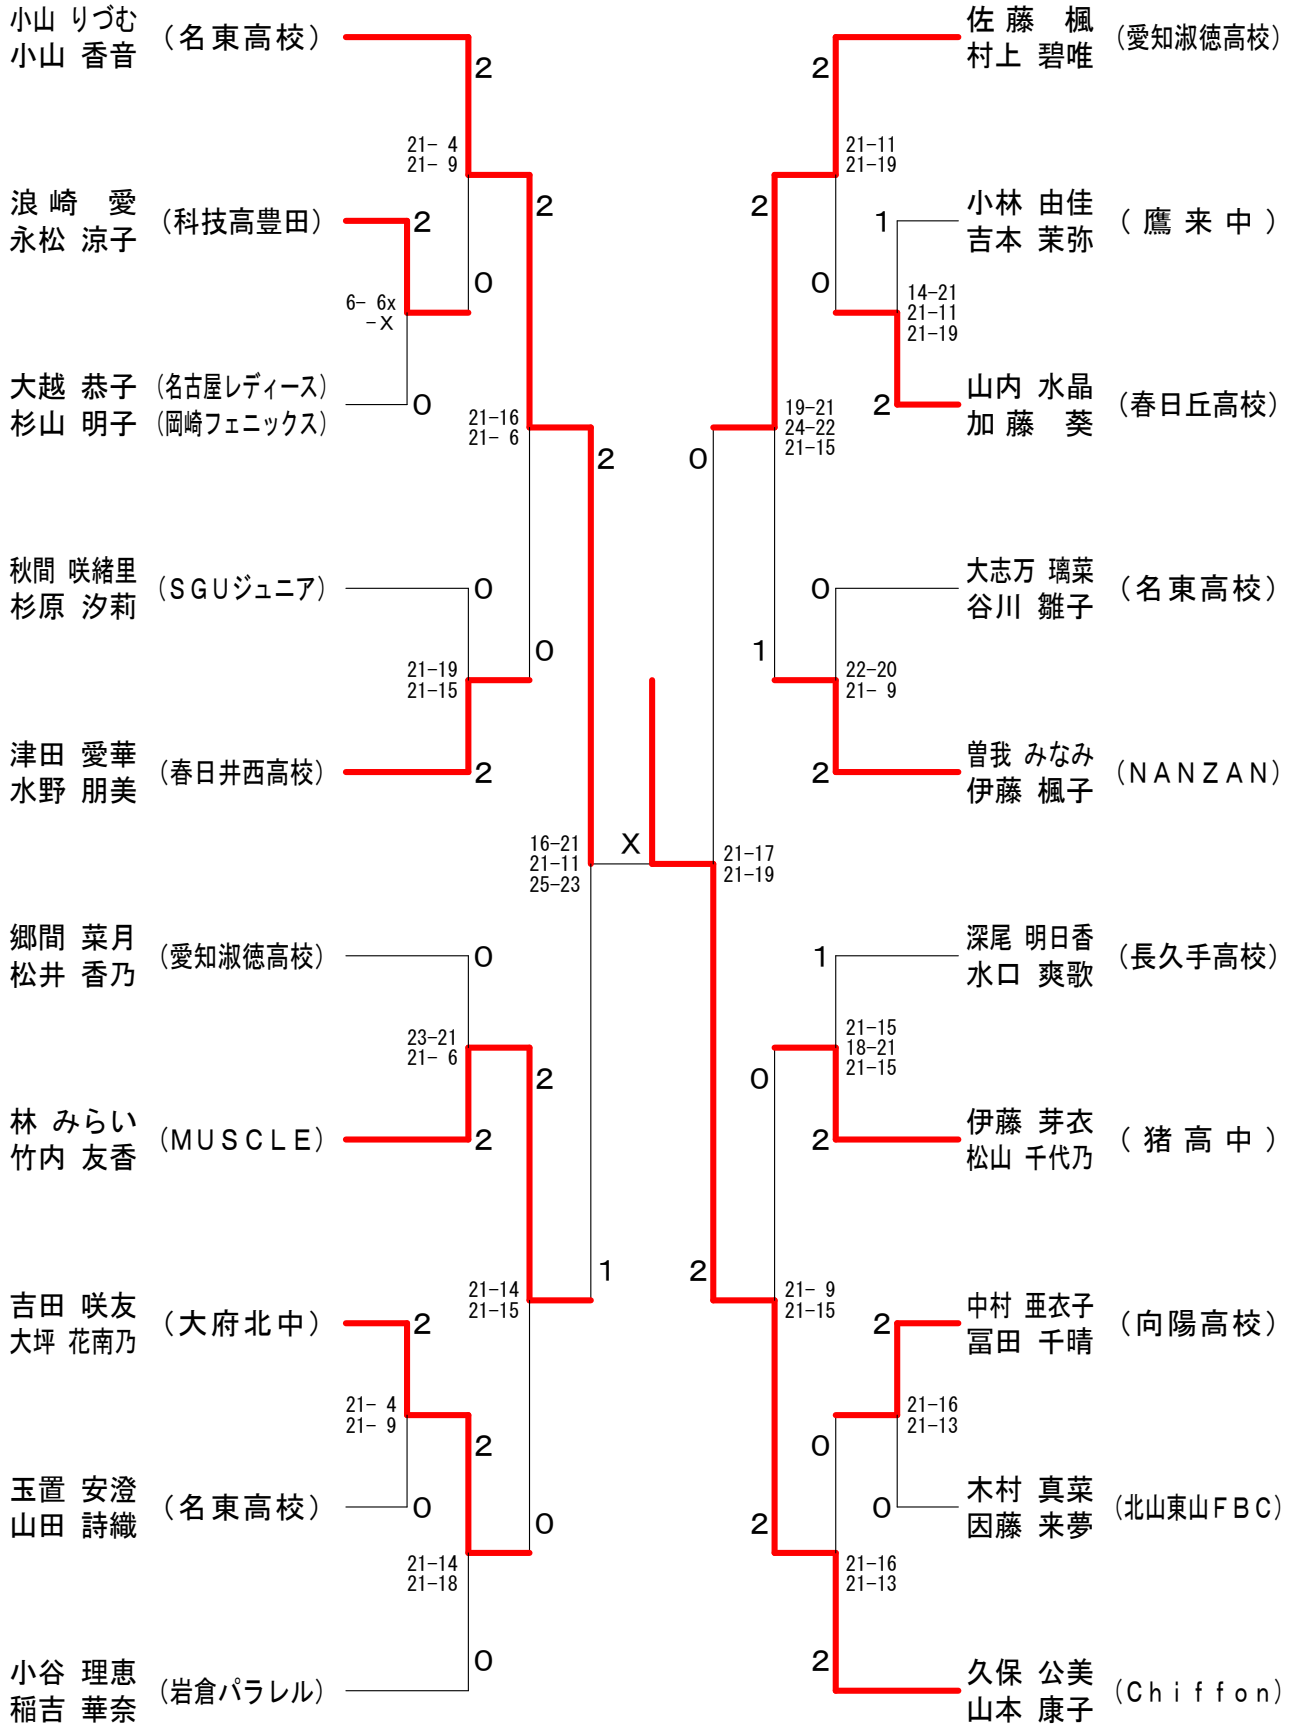 小山 りづむ
小山 香音
(名東高校)
2
21- 4
21- 9
2
浪崎 愛
永松 涼子
(科技高豊田)
2
0
6- 6x
-X
大越 恭子 (名古屋レディース)
杉山 明子 (岡崎フェニックス)
0
21-16
21- 6
2
秋間 咲緒里
杉原 汐莉
(SGUジュニア)
0
0
21-19
21-15
津田 愛華
水野 朋美
(春日井西高校)
2
16-21
21-11
25-23
X
郷間 菜月
松井 香乃
(愛知淑徳高校)
0
23-21
21- 6
2
林 みらい
竹内 友香
(MUSCLE)
2
21-14
21-15
1
吉田 咲友
大坪 花南乃
(大府北中)
2
21- 4
21- 9
2
玉置 安澄
山田 詩織
(名東高校)
0
0
21-14
21-18
小谷 理恵
稲吉 華奈
(岩倉パラレル)
0
佐藤 楓
村上 碧唯
(愛知淑徳高校)
2
21-11
21-19
2
小林 由佳
吉本 茉弥
(鷹来中)
1
0
14-21
21-11
21-19
山内 水晶
加藤 葵
(春日丘高校)
2
19-21
24-22
21-15
0
大志万 璃菜
谷川 雛子
(名東高校)
0
1
22-20
21- 9
曽我 みなみ
伊藤 楓子
(NANZAN)
2
21-17
21-19
深尾 明日香
水口 爽歌
(長久手高校)
1
21-15
18-21
21-15
0
伊藤 芽衣
松山 千代乃
(猪高中)
2
2
21- 9
21-15
中村 亜衣子
冨田 千晴
(向陽高校)
2
21-16
21-13
0
木村 真菜
因藤 来夢
(北山東山FBC)
0
2
21-16
21-13
久保 公美
山本 康子
(Chiffon)
2